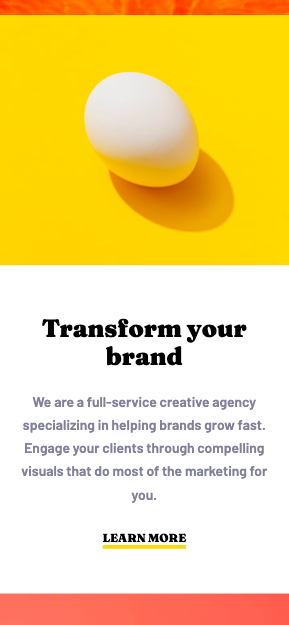 Transform your
brand
We are a full-service creative agency
specializing in helping brands grow fast.
Engage your clients through compelling
visuals that do most of the marketing for
you.
LEARN MORE